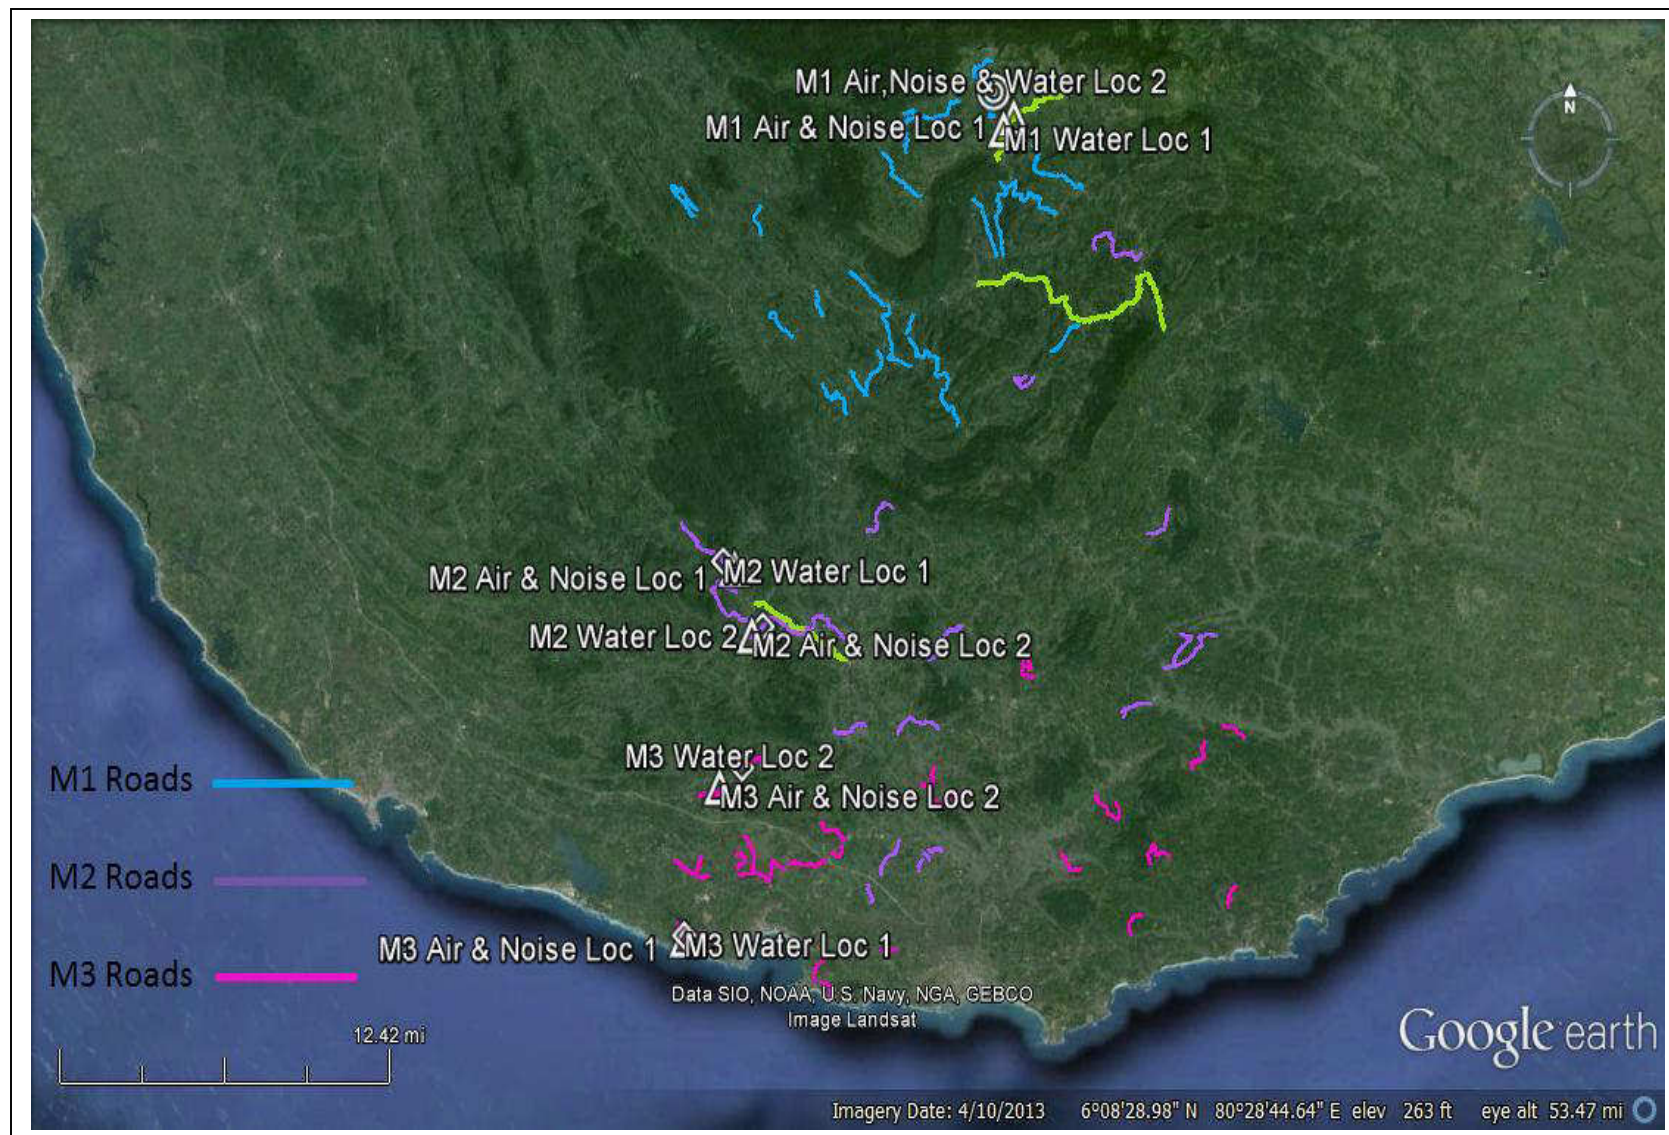 M1 Air,Noise & Water Loc 2
N
M1 Air & Noise Loc 1
M1 Water Loc 1
M2 Air & Noise Loc 1
M2 Water Loc 1
M2 Water Loc 2
M2 Air & Noise Loc 2
M3 Water Loc 2
M3 Air & Noise Loc 2
M1 Roads
M2 Roads
M3 Air & Noise Loc 1
M3 Water Loc 1
M3 Roads
Data SIO, NOAA, U.S. Navy, NGA, GEBCO
Image Landsat
12.42 mi
Google earth
Imagery Date: 4/10/2013 6°08'28.98" N 80°28'44.64" E elev 263 ft eye alt 53.47 mi